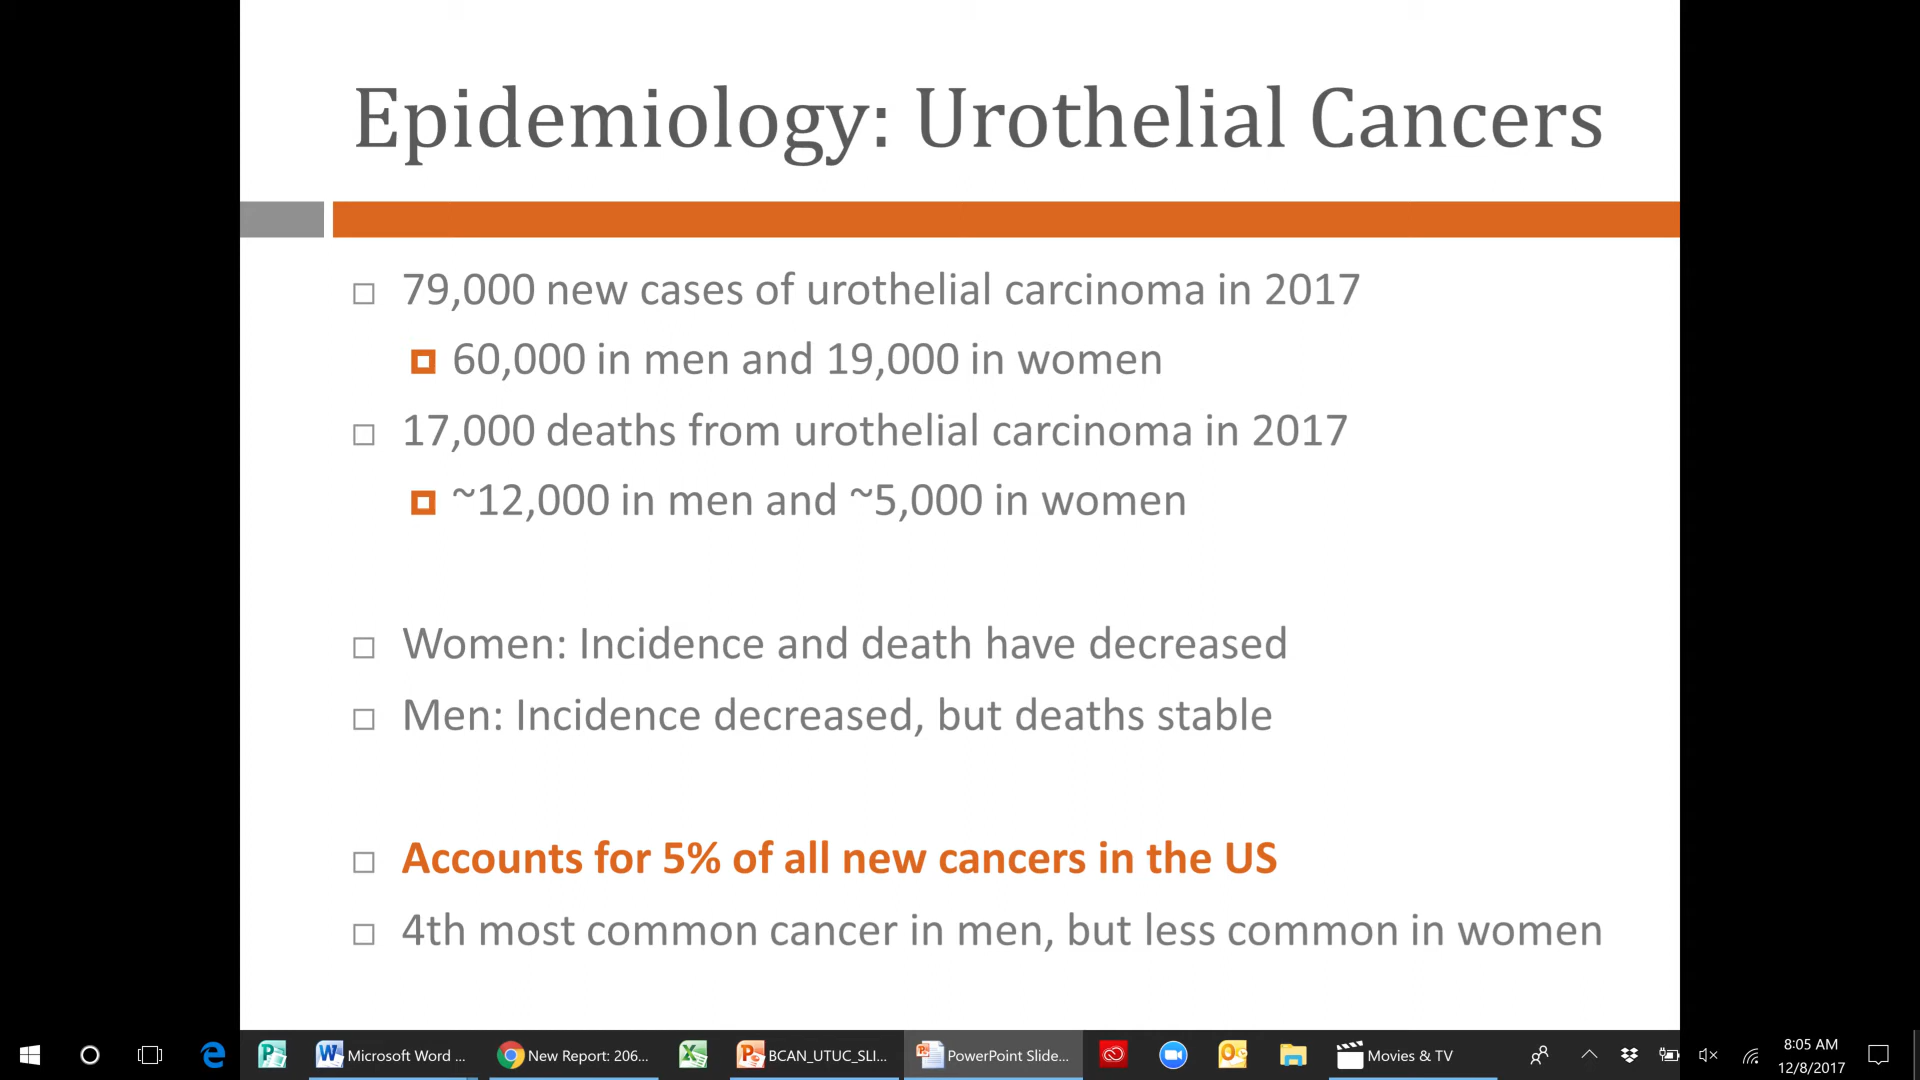 Epidemiology: Urothelial Cancers
79,000 new cases of urothelial carcinoma in 2017
60,000 in men and 19,000 in women
17,000 deaths from urothelial carcinoma in 2017
~12,000 in men and ~5,000 in women
Women: Incidence and death have decreased
Men: Incidence decreased, but deaths stable
Accounts for 5% of all new cancers in the US
4th most common cancer in men, but less common in women
Microsoft Word ...
New Report: 206...
BCAN_UTUC_SLI...
PowerPoint Slide...
Movies & TV
8:05 AM
12/8/2017